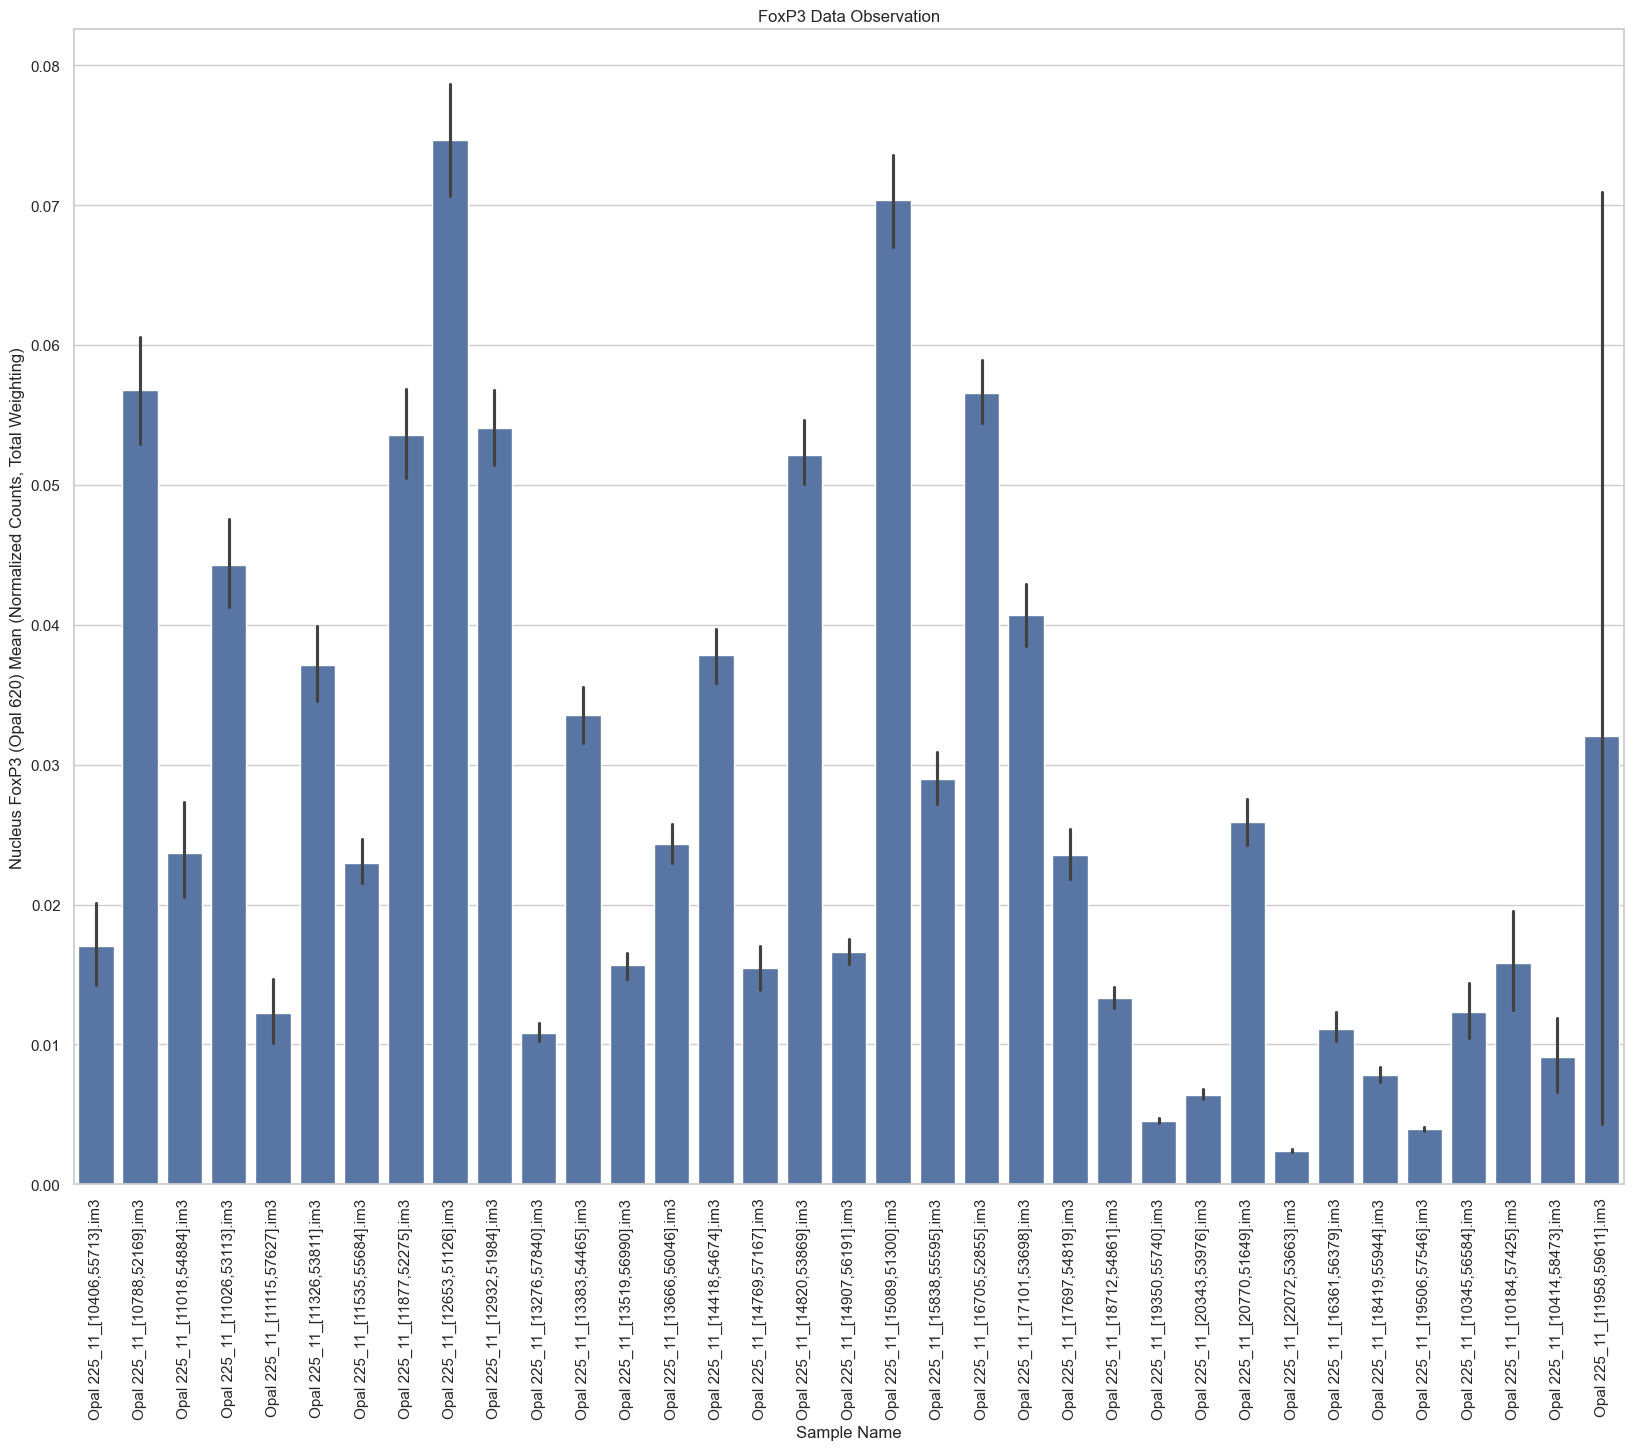 FoxP3 Data Observation
Nucleus FoxP3 (Opal 620) Mean (Normalized Counts, Total Weighting)
0.08
0.07
0.06
0.05
0.04
0.03
0.02
0.01
0.00
Opal 225_11_[10406,55713].im3
Opal 225_11_[10788,52169].im3
Opal 225_11_[11018,54884].im3
Opal 225_11_[11026,53113].im3
Opal 225_11_[11115,57627].im3
Opal 225_11_[11326,53811].im3
Opal 225_11_[11535,55684].im3
Opal 225_11_[11877,52275].im3
Opal 225_11_[12653,51126].im3
Opal 225_11_[12932,51984].im3
Opal 225_11_[13276,57840].im3
Opal 225_11_[13383,54465].im3
Opal 225_11_[13519,56990].im3
Opal 225_11_[13666,56046].im3
Opal 225_11_[14418,54674].im3
Opal 225_11_[14769,57167].im3
Opal 225_11_[14820,53869].im3
Opal 225_11_[14907,56191].im3
Opal 225_11_[15089,51300].im3
Opal 225_11_[15838,55595].im3
Opal 225_11_[16705,52855].im3
Opal 225_11_[17101,53698].im3
Opal 225_11_[17697,54819].im3
Opal 225_11_[18712,54861].im3
Opal 225_11_[19350,55740].im3
Opal 225_11_[20343,53976].im3
Opal 225_11_[20770,51649].im3
Opal 225_11_[22072,53663].im3
Opal 225_11_[16361,56379].im3
Opal 225_11_[18419,55944].im3
Opal 225_11_[19506,57546].im3
Opal 225_11_[10345,56584].im3
Opal 225_11_[10184,57425].im3
Opal 225_11_[10414,58473].im3
Opal 225_11_[11958,59611].im3
Sample Name